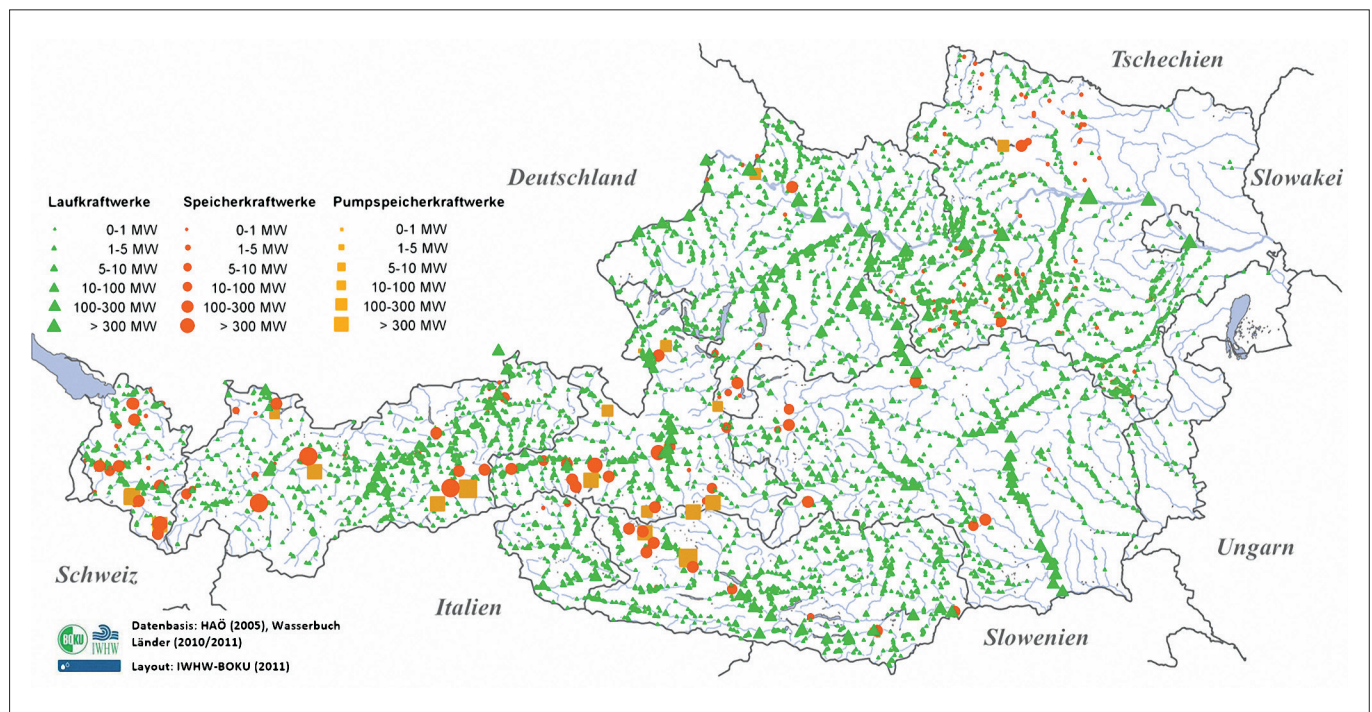 Tschechien
Deutschland
Slowakei
Laufkraftwerke Speicherkraftwerke Pumpspeicherkraftwerke
0-1 MW 0-1 MW 0-1 MW
1-5 MW 1-5 MW 1-5 MW
5-10 MW 5-10 MW 5-10 MW
10-100 MW 10-100 MW 10-100 MW
100-300 MW 100-300 MW 100-300 MW
> 300 MW > 300 MW > 300 MW
Ungarn
Schweiz
Italien
Slowenien
BOKU
IWHW
Datenbasis: HAÖ (2005), Wasserbuch
Länder (2010/2011)
Layout: IWHW-BOKU (2011)